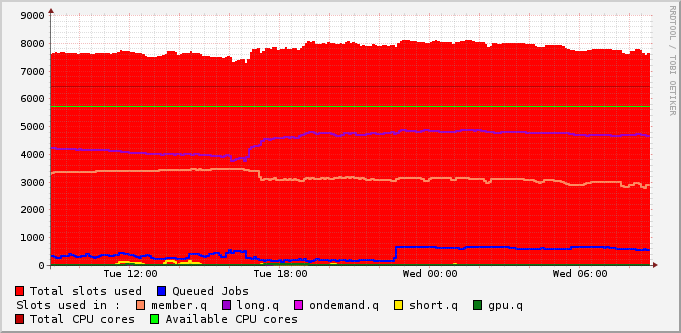 RRDTOOL / TOBI OETIKER
9000
8000
7000
6000
5000
4000
3000
2000
1000
0
Tue 12:00 Tue 18:00 Wed 00:00 Wed 06:00
Total slots used Queued Jobs
Slots used in : member.q long.q ondemand.q short.q gpu.q
Total CPU cores Available CPU cores